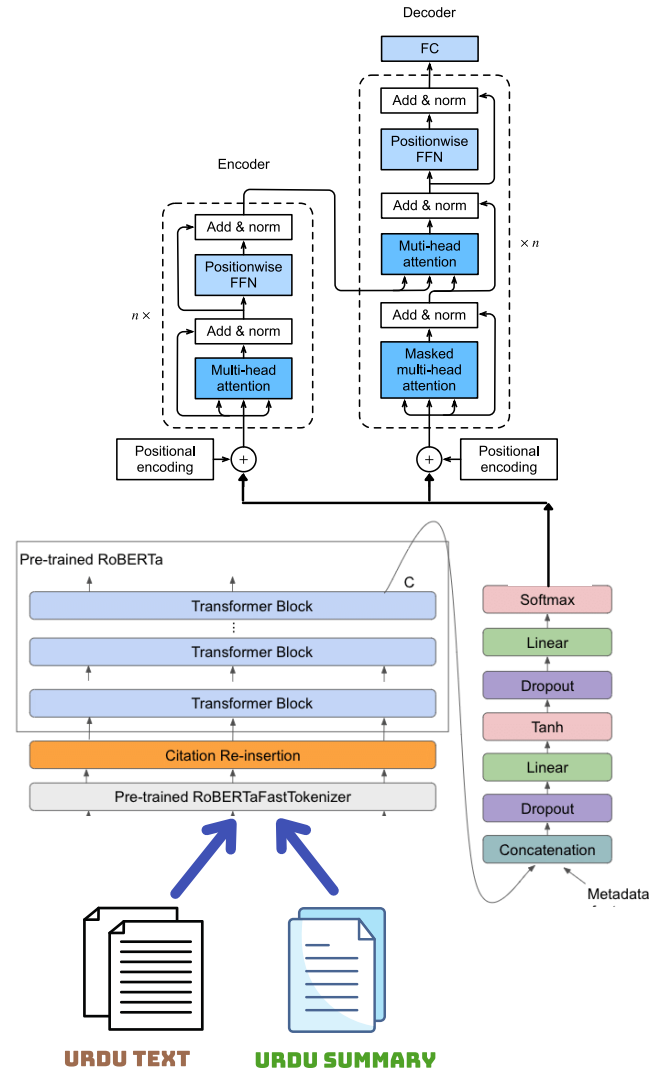 Decoder
FC
Add & norm
Positionwise
FFN
Add & norm
Muti-head
attention
× n
Add & norm
Masked
multi-head
attention
Positional
encoding
+
Encoder
Add & norm
Positionwise
FFN
n ×
Add & norm
Multi-head
attention
Positional
encoding
+
Pre-trained RoBERTa
C
Transformer Block
⋮
Transformer Block
Transformer Block
Citation Re-insertion
Pre-trained RoBERTaFastTokenizer
Softmax
Linear
Dropout
Tanh
Linear
Dropout
Concatenation
Metadata
URDU TEXT
URDU SUMMARY